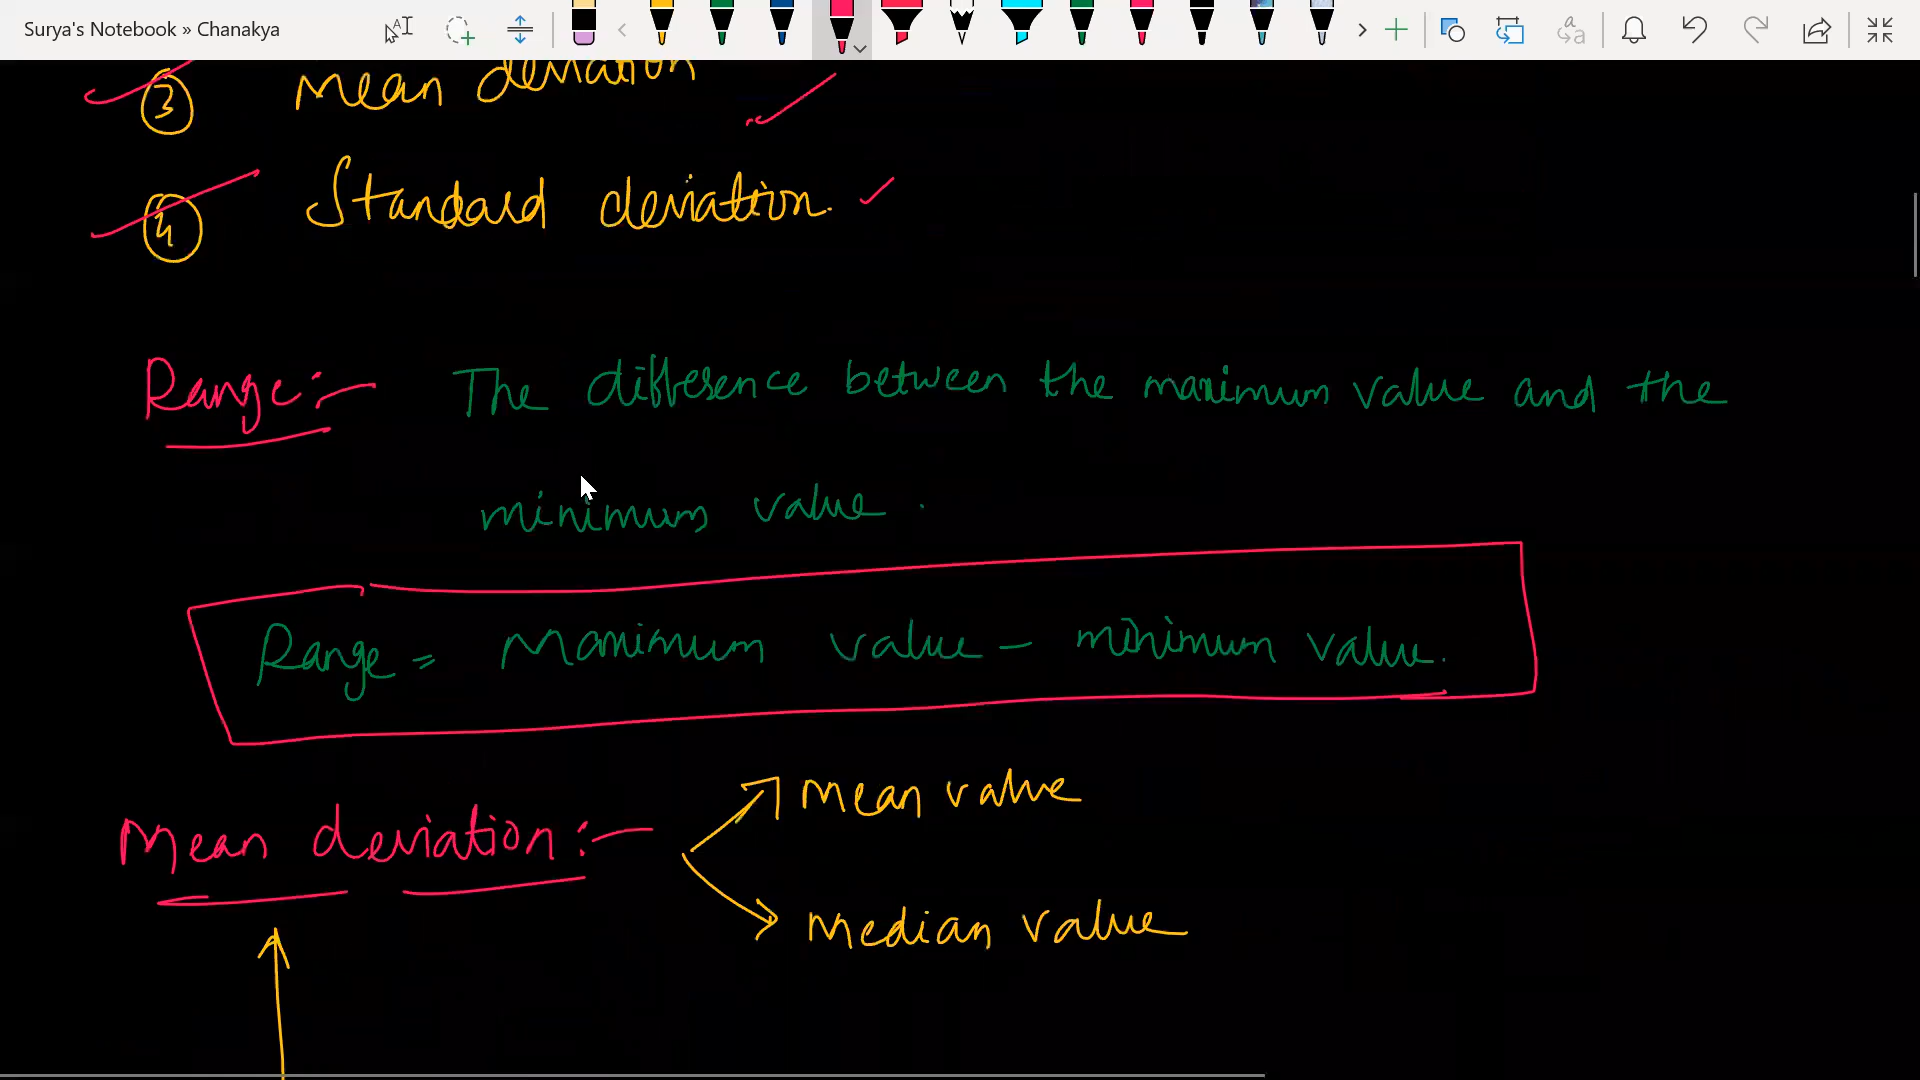 Surya's Notebook » Chanakya
3 Mean deviation
4 Standard deviation.
Range:- The difference between the maximum value and the
minimum value.
Range = Maximum value - minimum value.
Mean deviation:-
Mean value
Median value